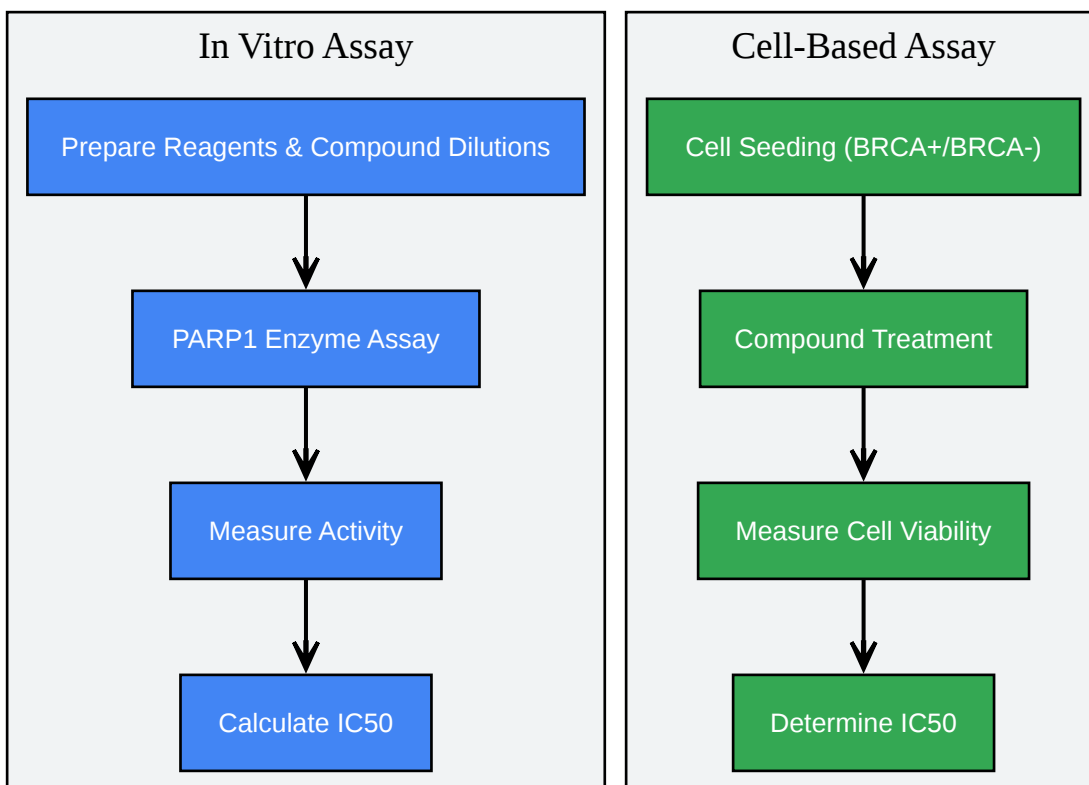 In Vitro Assay
Prepare Reagents & Compound Dilutions
PARP1 Enzyme Assay
Measure Activity
Calculate IC50
Cell-Based Assay
Cell Seeding (BRCA+/BRCA-)
Compound Treatment
Measure Cell Viability
Determine IC50